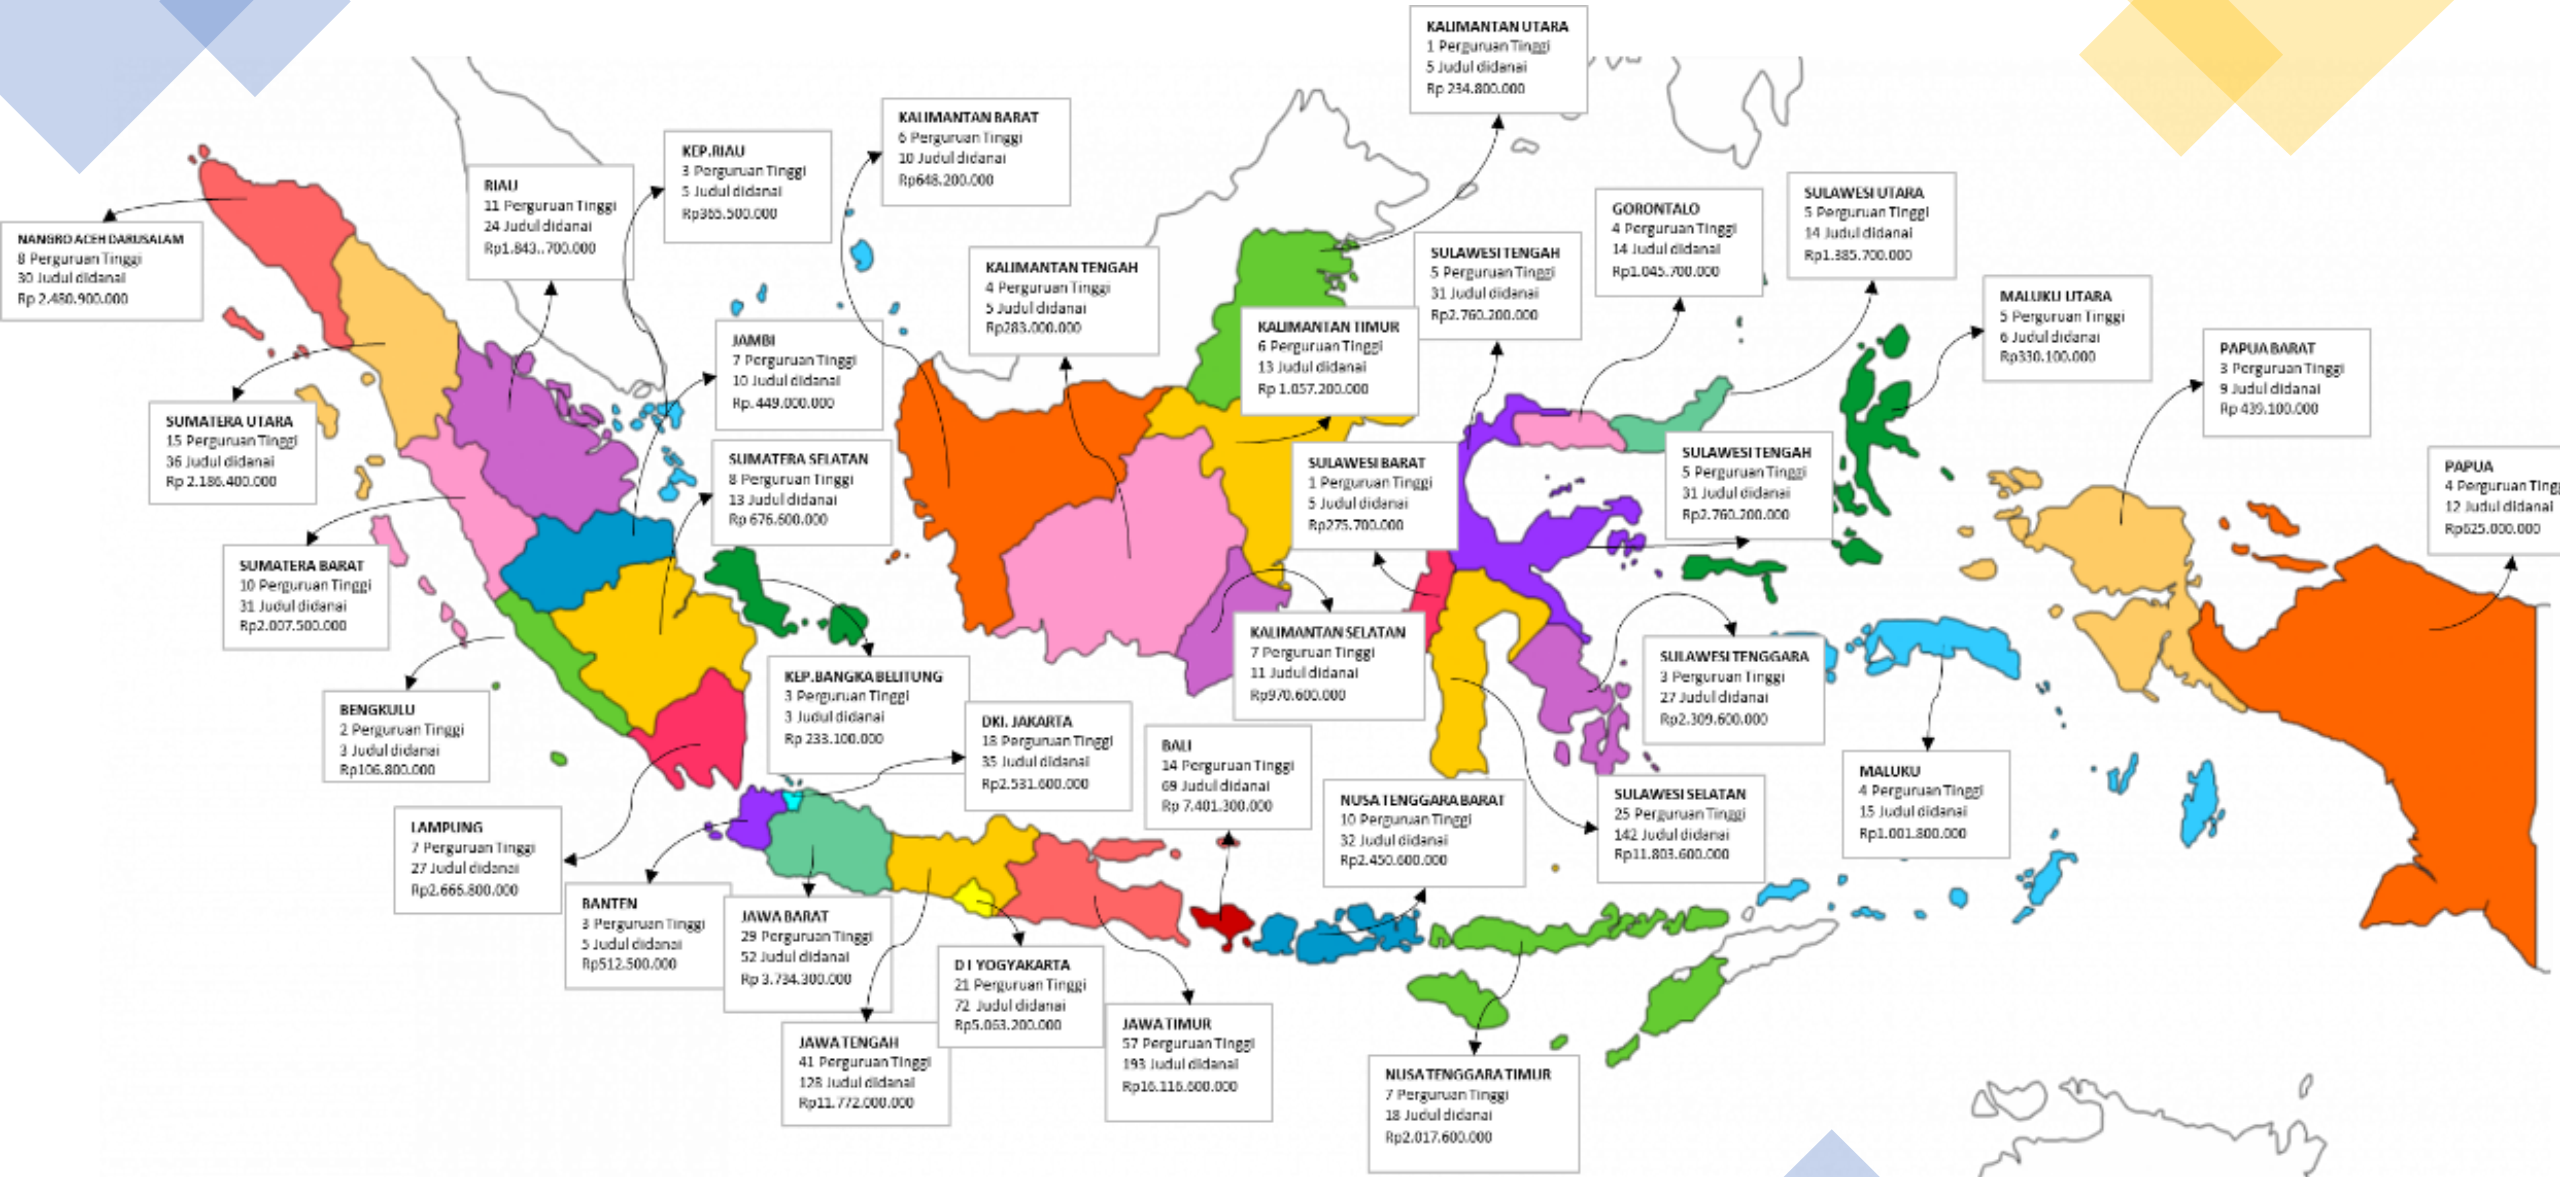 KALIMANTAN UTARA
1 Perguruan Tinggi
5 Judul didanai
Rp 234.800.000
KALIMANTAN BARAT
6 Perguruan Tinggi
10 Judul didanai
Rp648.200.000
KEP.RIAU
3 Perguruan Tinggi
5 Judul didanai
Rp365.500.000
RIAU
11 Perguruan Tinggi
24 Judul didanai
Rp1.843..700.000
SULAWESI UTARA
5 Perguruan Tinggi
14 Judul didanai
Rp1.385.700.000
GORONTALO
4 Perguruan Tinggi
14 Judul didanai
Rp1.045.700.000
NANGRO ACEH DARUSALAM
8 Perguruan Tinggi
30 Judul didanai
Rp 2.480.900.000
SULAWESI TENGAH
5 Perguruan Tinggi
31 Judul didanai
Rp2.760.200.000
KALIMANTAN TENGAH
4 Perguruan Tinggi
5 Judul didanai
Rp283.000.000
MALUKU UTARA
5 Perguruan Tinggi
6 Judul didanai
Rp330.100.000
KALIMANTAN TIMUR
6 Perguruan Tinggi
13 Judul didanai
Rp 1.057.200.000
JAMBI
7 Perguruan Tinggi
10 Judul didanai
Rp. 449.000.000
PAPUA BARAT
3 Perguruan Tinggi
9 Judul didanai
Rp 439.100.000
SUMATERA UTARA
15 Perguruan Tinggi
36 Judul didanai
Rp 2.186.400.000
SUMATERA SELATAN
8 Perguruan Tinggi
13 Judul didanai
Rp 676.600.000
SULAWESI BARAT
1 Perguruan Tinggi
5 Judul didanai
Rp275.700.000
SULAWESI TENGAH
5 Perguruan Tinggi
31 Judul didanai
Rp2.760.200.000
PAPUA
4 Perguruan Tingg
12 Judul didanai
Rp625.000.000
SUMATERA BARAT
10 Perguruan Tinggi
31 Judul didanai
Rp2.007.500.000
KALIMANTAN SELATAN
7 Perguruan Tinggi
11 Judul didanai
Rp970.600.000
SULAWESI TENGGARA
3 Perguruan Tinggi
27 Judul didanai
Rp2.309.600.000
KEP.BANGKA BELITUNG
3 Perguruan Tinggi
3 Judul didanai
Rp 233.100.000
BENGKULU
2 Perguruan Tinggi
3 Judul didanai
Rp106.800.000
DKI. JAKARTA
18 Perguruan Tinggi
35 Judul didanai
Rp2.531.600.000
BALI
14 Perguruan Tinggi
69 Judul didanai
Rp 7.401.300.000
MALUKU
4 Perguruan Tinggi
15 Judul didanai
Rp1.001.800.000
NUSA TENGGARA BARAT
10 Perguruan Tinggi
32 Judul didanai
Rp2.450.600.000
SULAWESI SELATAN
25 Perguruan Tinggi
142 Judul didanai
Rp11.803.600.000
LAMPUNG
7 Perguruan Tinggi
27 Judul didanai
Rp2.666.800.000
BANTEN
3 Perguruan Tinggi
5 Judul didanai
Rp512.500.000
JAWA BARAT
29 Perguruan Tinggi
52 Judul didanai
Rp 3.734.300.000
D I YOGYAKARTA
21 Perguruan Tinggi
72 Judul didanai
Rp5.063.200.000
JAWA TENGAH
41 Perguruan Tinggi
128 Judul didanai
Rp11.772.000.000
JAWA TIMUR
57 Perguruan Tinggi
193 Judul didanai
Rp16.116.600.000
NUSA TENGGARA TIMUR
7 Perguruan Tinggi
18 Judul didanai
Rp2.017.600.000